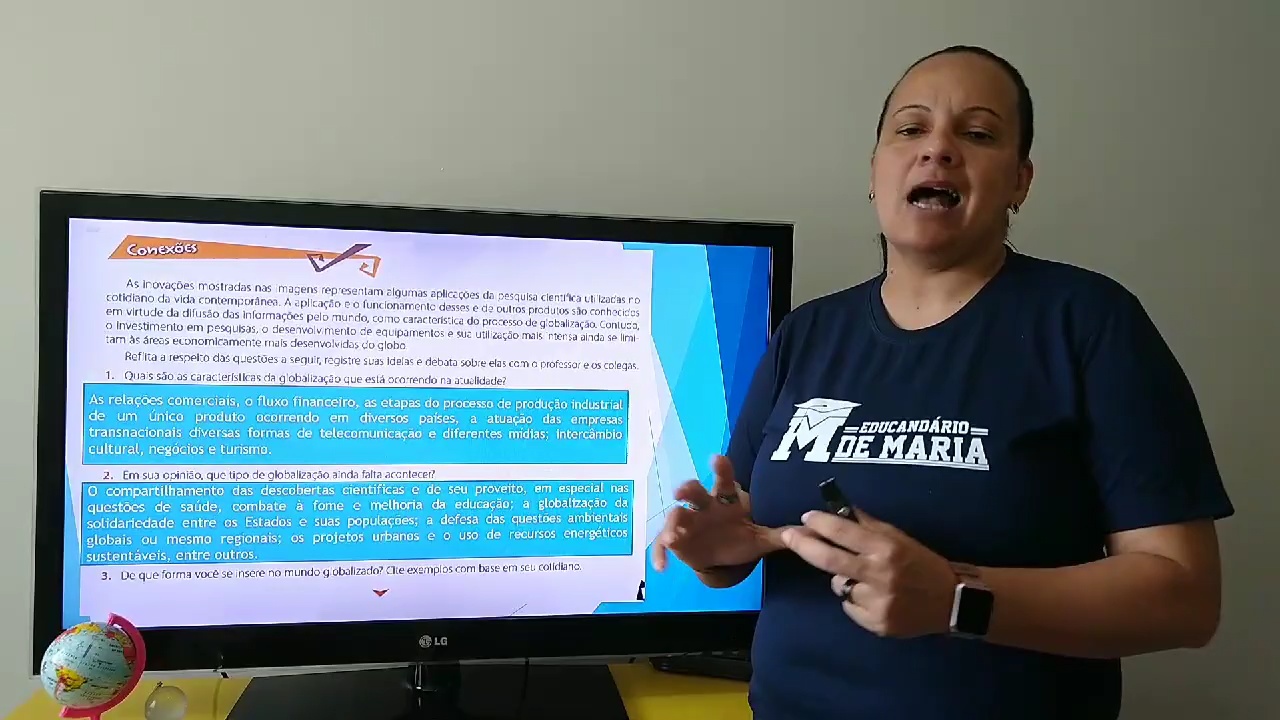 Conexões
As inovações mostradas nas imagens representam algumas aplicações da pesquisa científica utilizadas no
cotidiano da vida contemporânea. A aplicação e o funcionamento desses e de outros produtos são conhecidos
em virtude da difusão das informações pelo mundo, como característica do processo de globalização. Contudo,
o investimento em pesquisas, o desenvolvimento de equipamentos e sua utilização mais intensa ainda se limi-
tam às áreas economicamente mais desenvolvidas do globo.
Reflita a respeito das questões a seguir, registre suas ideias e debata sobre elas com o professor e os colegas.
1. Quais são as características da globalização que está ocorrendo na atualidade?
As relações comerciais, o fluxo financeiro, as etapas do processo de produção industrial
de um único produto ocorrendo em diversos países, a atuação das empresas
transnacionais diversas formas de telecomunicação e diferentes mídias; intercâmbio
cultural, negócios e turismo.
2. Em sua opinião, que tipo de globalização ainda falta acontecer?
O compartilhamento das descobertas científicas e de seu proveito, em especial nas
questões de saúde, combate à fome e melhoria da educação; a globalização da
solidariedade entre os Estados e suas populações; a defesa das questões ambientais
globais ou mesmo regionais; os projetos urbanos e o uso de recursos energéticos
sustentáveis, entre outros.
3. De que forma você se insere no mundo globalizado? Cite exemplos com base em seu cotidiano.
LG
M EDUCANDÁRIO
DE MARIA